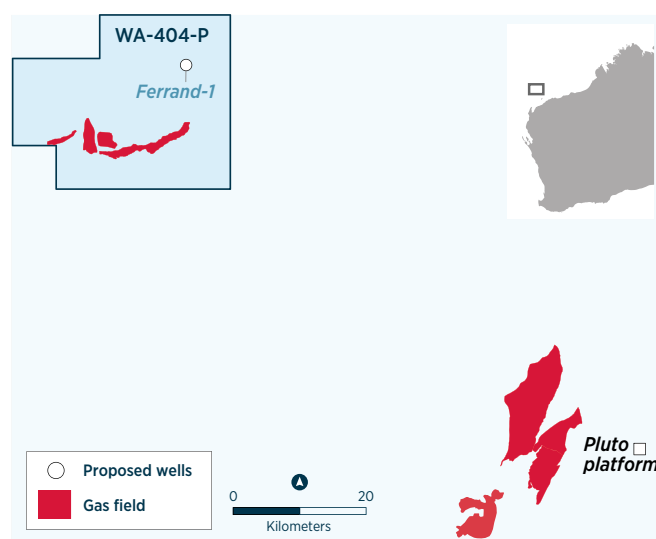 WA-404-P
Ferrand-1
Pluto
platform
Proposed wells
Gas field
0 20
Kilometers